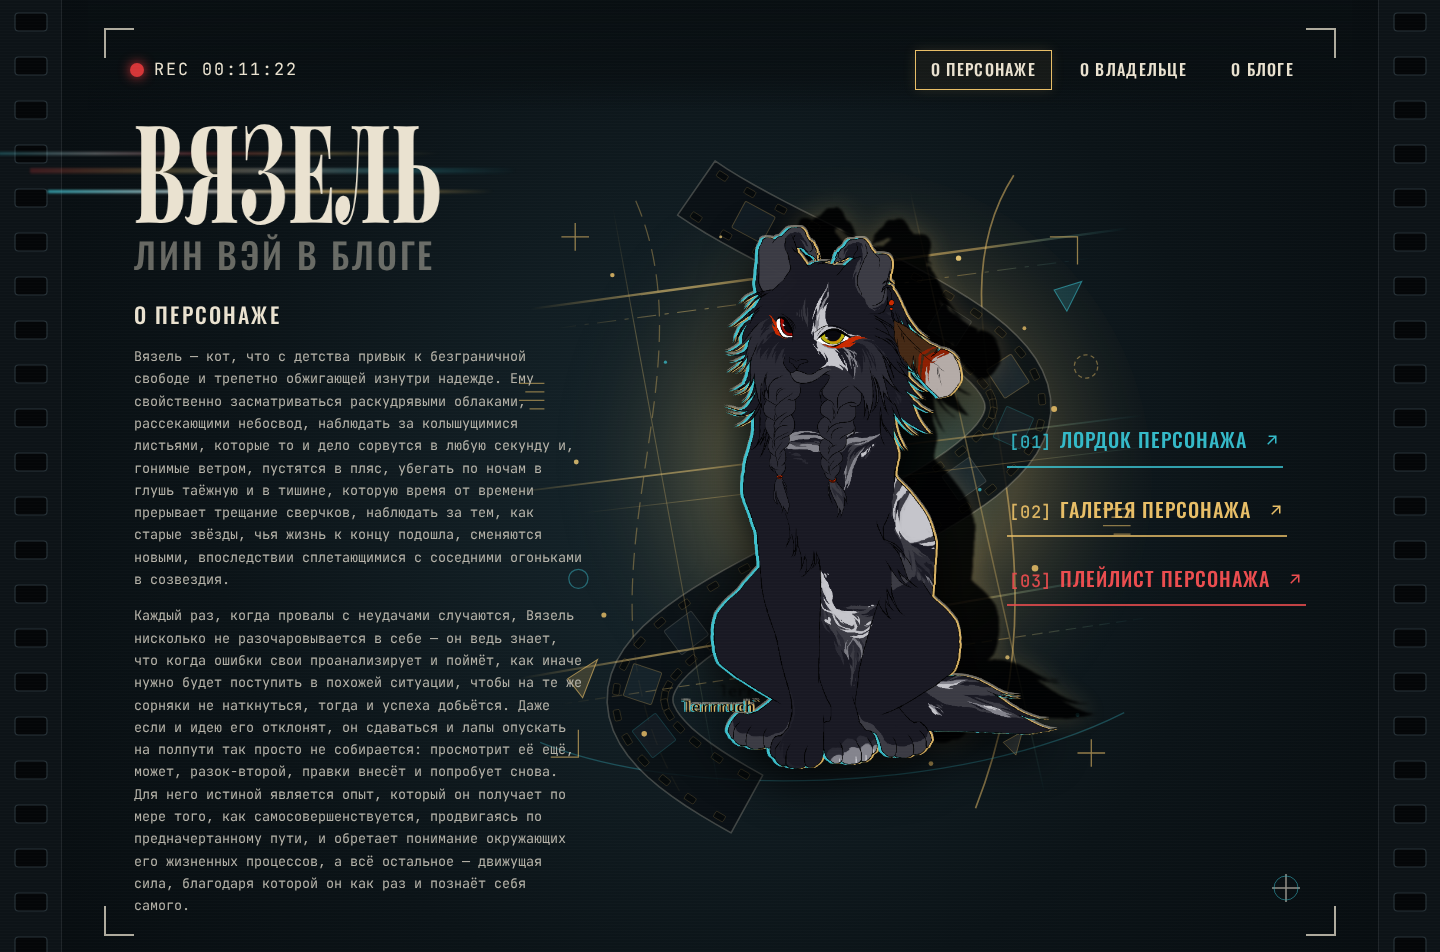 REC 00:11:22
О ПЕРСОНАЖЕ
О ВЛАДЕЛЬЦЕ
О БЛОГЕ
ВЯЗЕЛЬ
ЛИН ВЭЙ В БЛОГЕ
О ПЕРСОНАЖЕ
Вязель — кот, что с детства привык к безграничной
свободе и трепетно обжигающей изнутри надежде. Ему
свойственно засматриваться раскудрявыми облаками,
рассекающими небосвод, наблюдать за колышущимися
листьями, которые то и дело сорвутся в любую секунду и,
гонимые ветром, пустятся в пляс, убегать по ночам в
глушь таёжную и в тишине, которую время от времени
прерывает трещание сверчков, наблюдать за тем, как
старые звёзды, чья жизнь к концу подошла, сменяются
новыми, впоследствии сплетающимися с соседними огоньками
в созвездия.
Каждый раз, когда провалы с неудачами случаются, Вязель
нисколько не разочаровывается в себе — он ведь знает,
что когда ошибки свои проанализирует и поймёт, как иначе
нужно будет поступить в похожей ситуации, чтобы на те же
сорняки не наткнуться, тогда и успеха добьётся. Даже
если и идею его отклонят, он сдаваться и лапы опускать
на полпути так просто не собирается: просмотрит её ещё,
может, разок-второй, правки внесёт и попробует снова.
Для него истиной является опыт, который он получает по
мере того, как самосовершенствуется, продвигаясь по
предначертанному пути, и обретает понимание окружающих
его жизненных процессов, а всё остальное — движущая
сила, благодаря которой он как раз и познаёт себя
самого.
[01] ЛОРДОК ПЕРСОНАЖА
[02] ГАЛЕРЕЯ ПЕРСОНАЖА
[03] ПЛЕЙЛИСТ ПЕРСОНАЖА